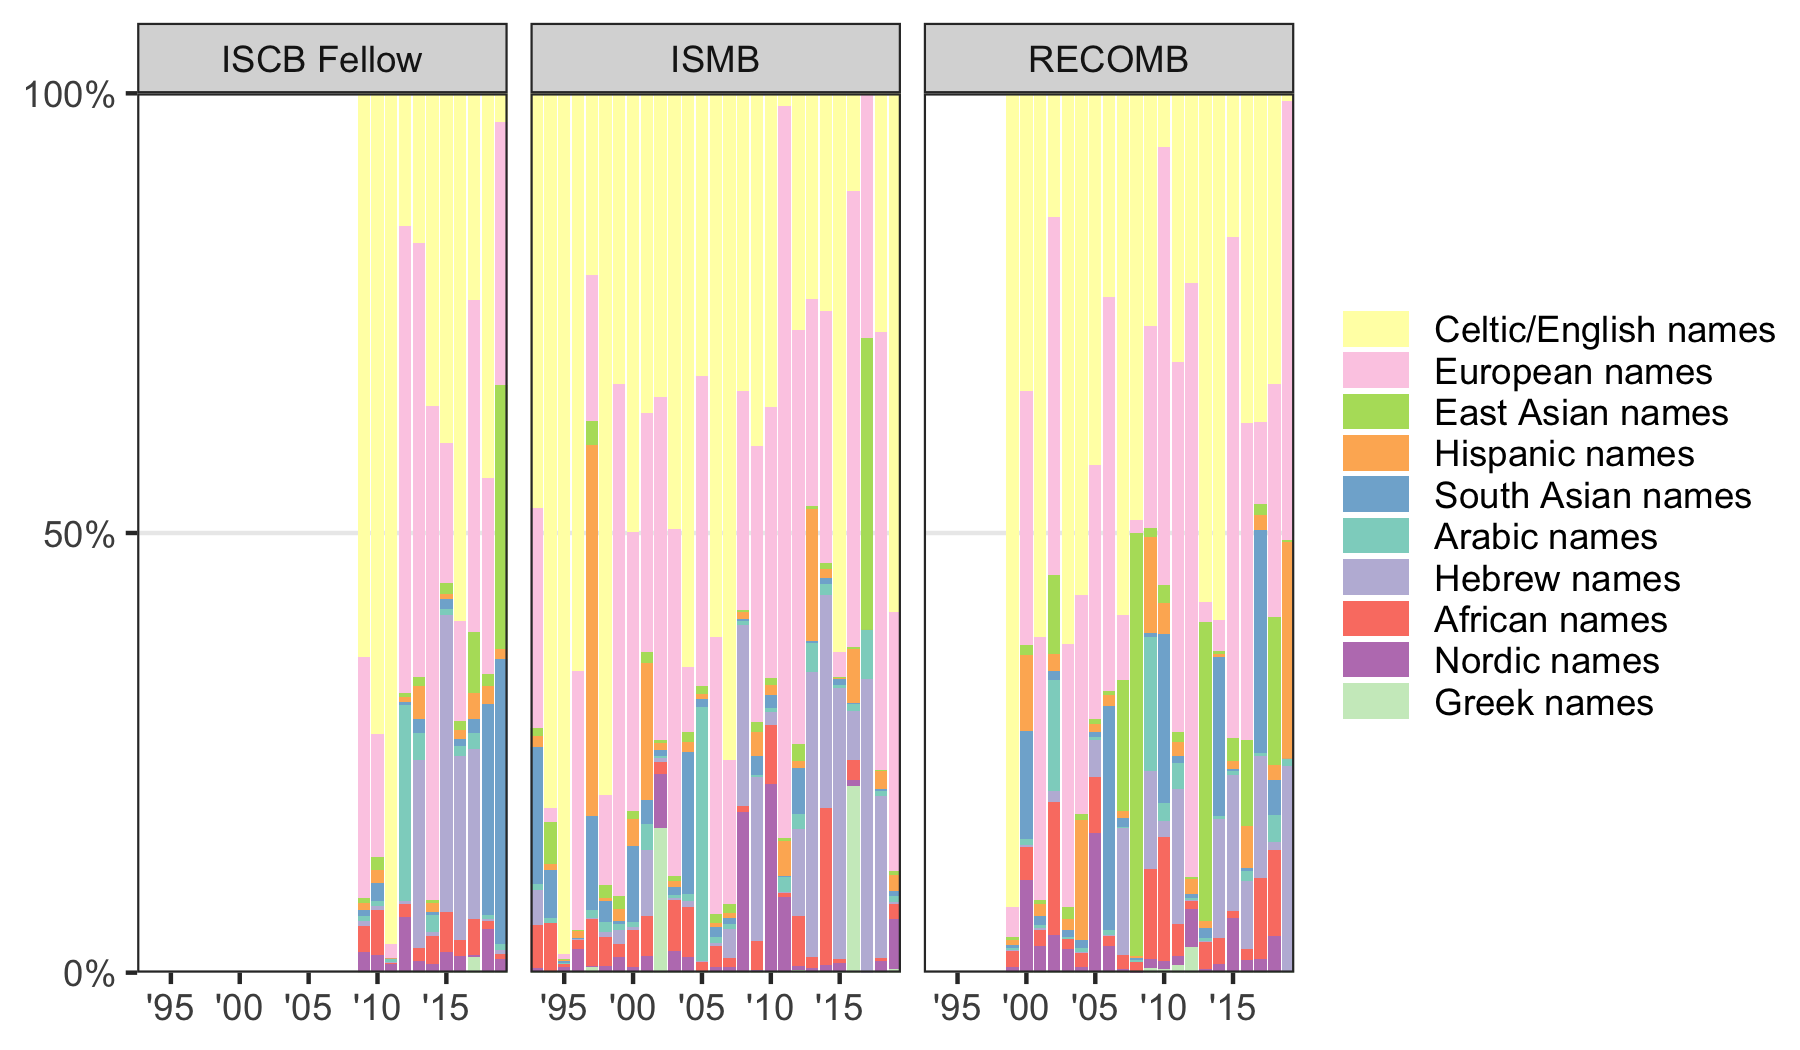 ISCB Fellow
ISMB
RECOMB
100%
50%
0%
'95 '00 '05 '10 '15
'95 '00 '05 '10 '15
'95 '00 '05 '10 '15
Celtic/English names
European names
East Asian names
Hispanic names
South Asian names
Arabic names
Hebrew names
African names
Nordic names
Greek names